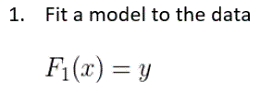 1. Fit a model to the data
F₁(x) = y